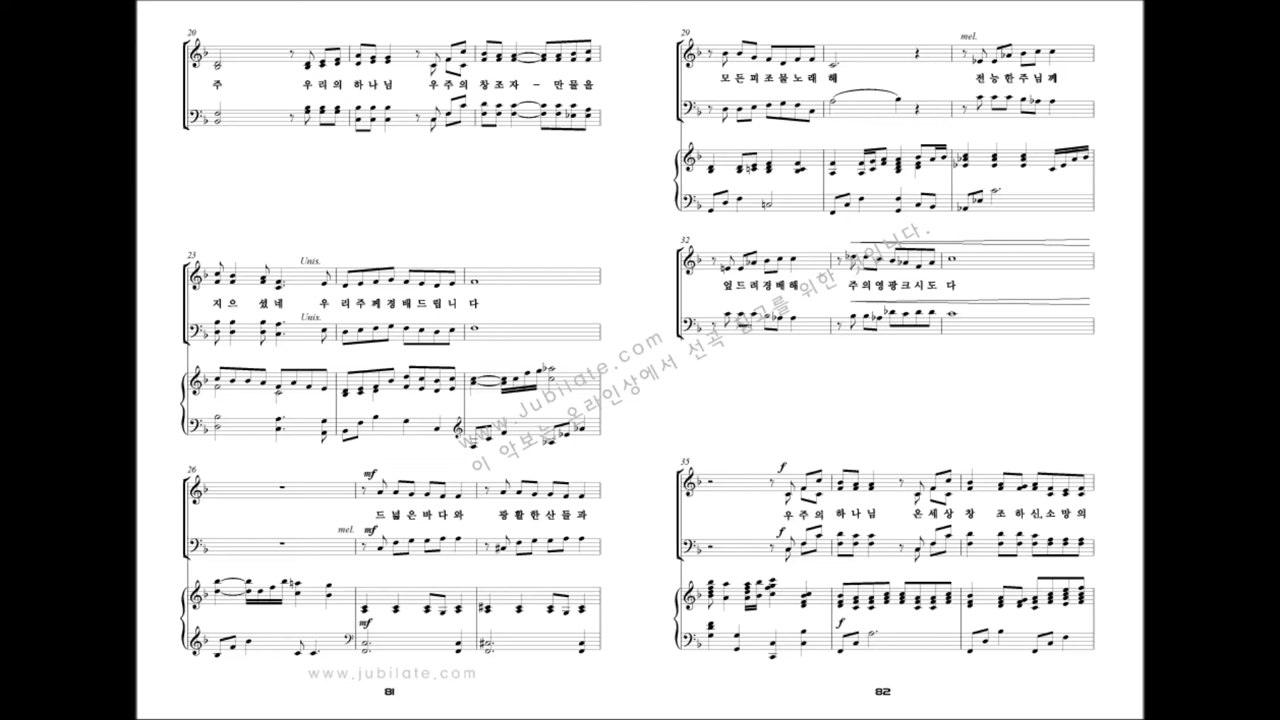 20
주 우리의 하나님 우주의 창조자 - 만물을
23
Unis.
지으 셨네 우 리주께경배드립니 다
Unix.
26
mf
드 넓은바다와 광활한산들과
mel. mf
mf
www.jubilate.com
81
29
mel.
모든피조물노래 해 전능한주님께
32
엎드려경배해 주의영광크시도 다
35
f
우주의 하나님 온세상 창 조하신,소망의
f
f
82
www.Jubilate.com
이 악보는 온라인상에서 선곡 참고를 위한 것입니다.